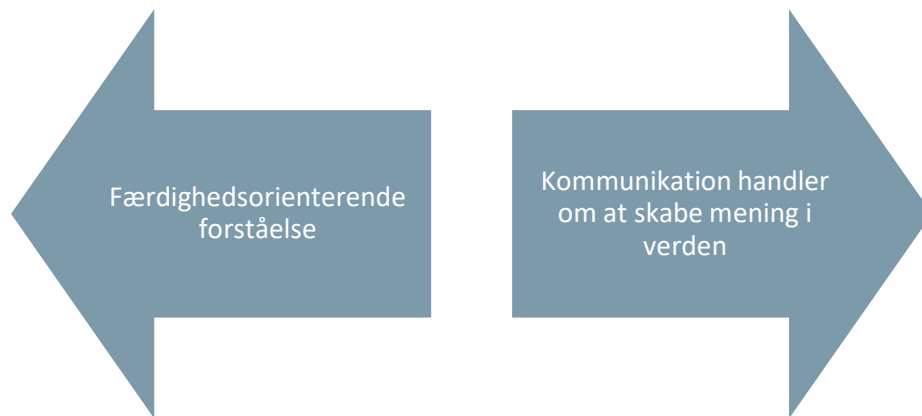 Færdighedsorienterende
forståelse
Kommunikation handler
om at skabe mening i
verden